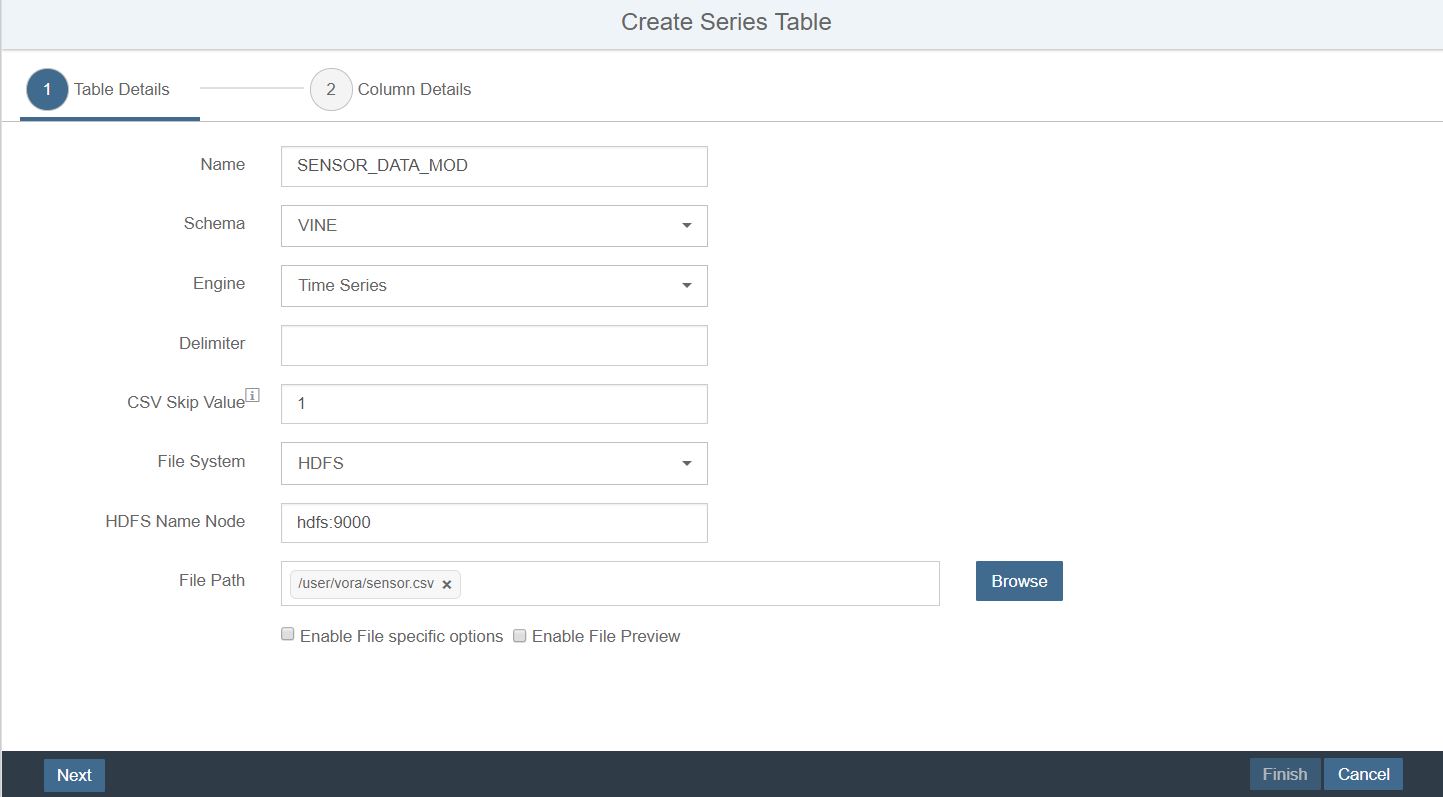 Create Series Table
1 Table Details
2 Column Details
Name SENSOR_DATA_MOD
Schema VINE
Engine Time Series
Delimiter
CSV Skip Value i 1
File System HDFS
HDFS Name Node hdfs:9000
File Path /user/vora/sensor.csv × Browse
Enable File specific options Enable File Preview
Next Finish Cancel